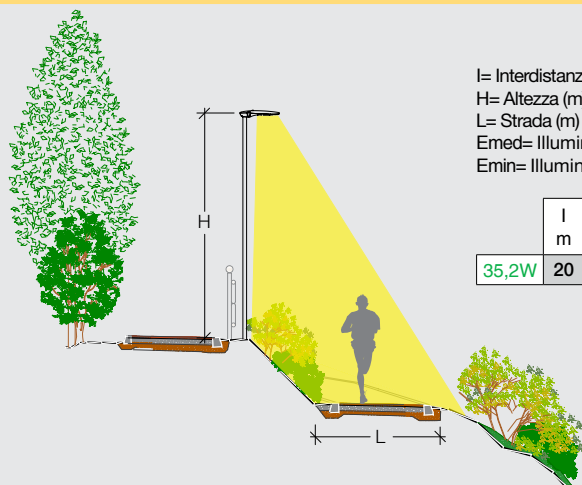 I= Interdistanz
H= Altezza (m
L= Strada (m)
Emed= Illumin
Emin= Illumin
H
I
m
35,2W 20
L